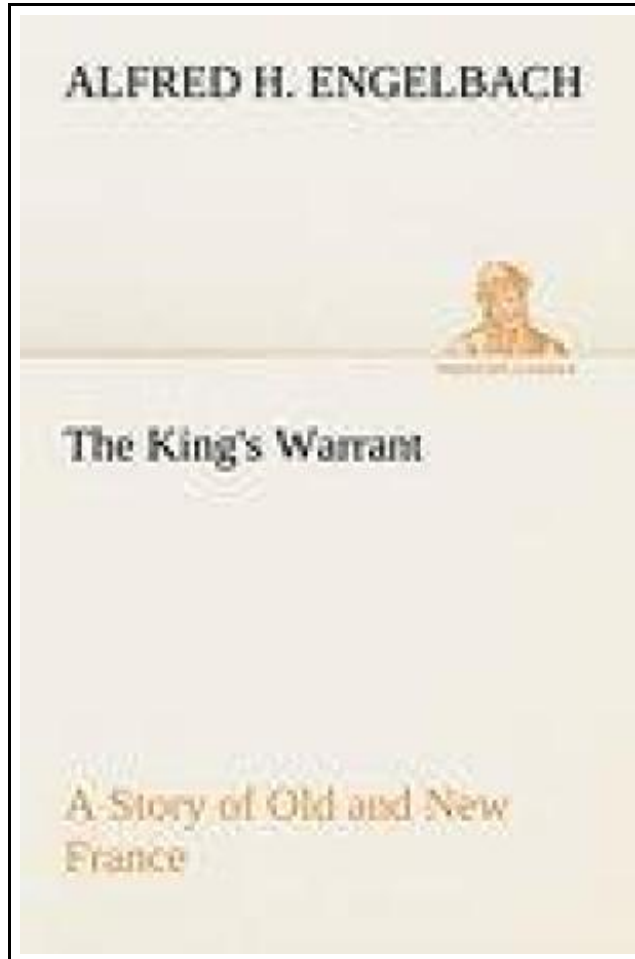 ALFRED H. ENGELBACH
The King's Warrant
A Story of Old and New
France